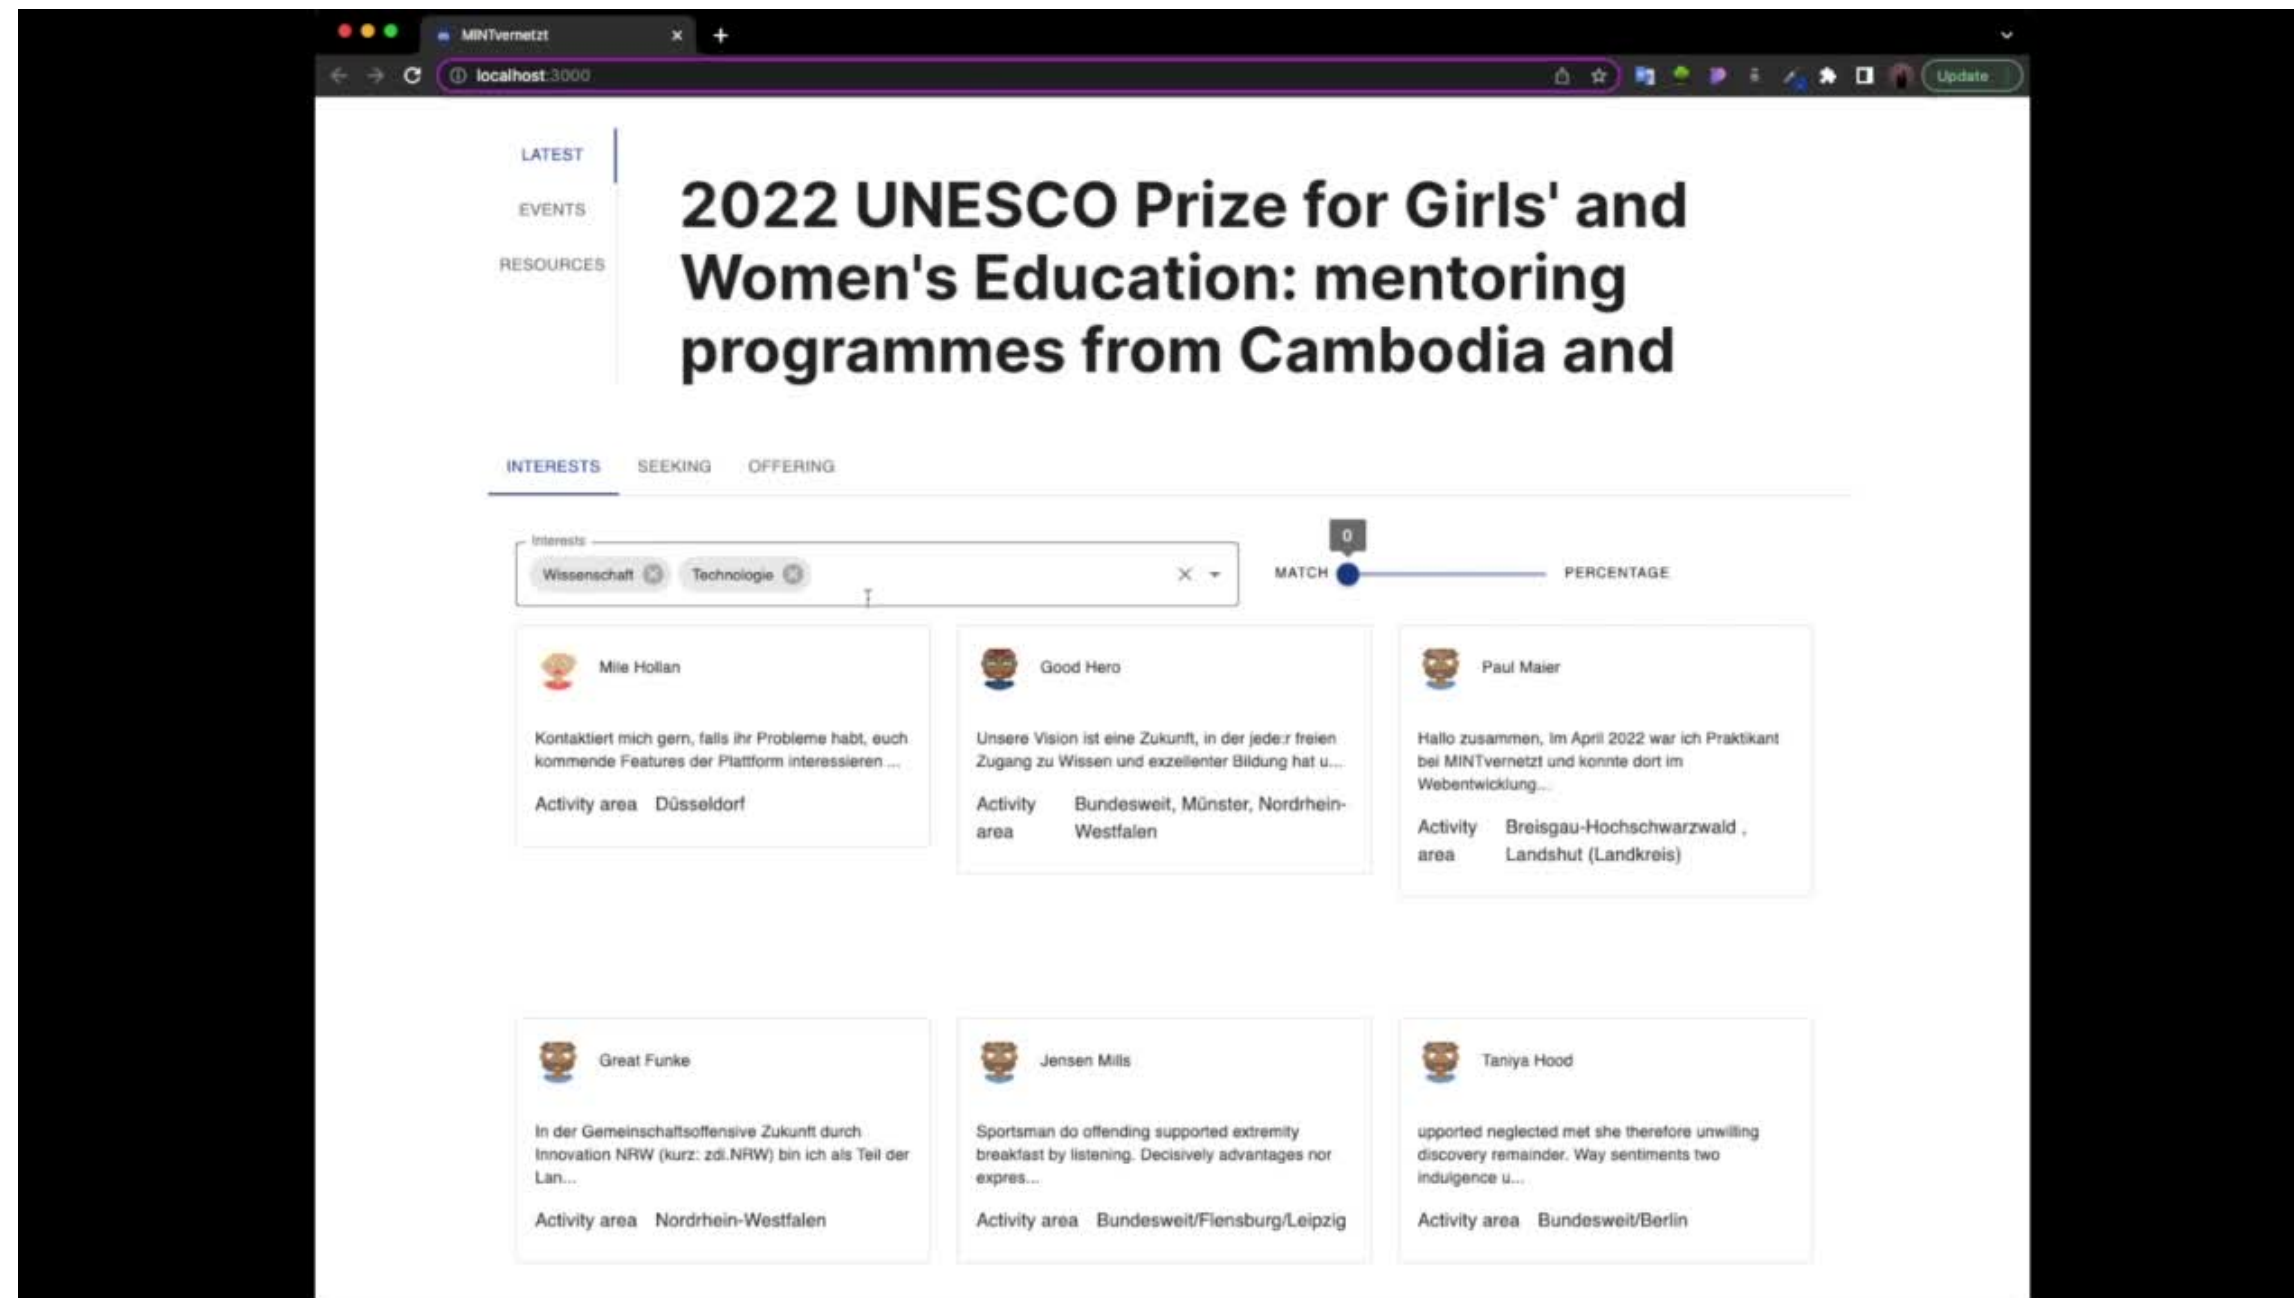 MINTvernetzt
localhost:3000
Update
LATEST
EVENTS
RESOURCES
2022 UNESCO Prize for Girls' and
Women's Education: mentoring
programmes from Cambodia and
INTERESTS SEEKING OFFERING
Interests
Wissenschaft Technologie
0
MATCH PERCENTAGE
Mile Hollan
Kontaktiert mich gern, falls ihr Probleme habt, euch
kommende Features der Plattform interessieren ...
Activity area Düsseldorf
Good Hero
Unsere Vision ist eine Zukunft, in der jede:r freien
Zugang zu Wissen und exzellenter Bildung hat u...
Activity area
Bundesweit, Münster, Nordrhein-
Westfalen
Paul Maier
Hallo zusammen, Im April 2022 war ich Praktikant
bei MINTvernetzt und konnte dort im
Webentwicklung...
Activity area
Breisgau-Hochschwarzwald ,
Landshut (Landkreis)
Great Funke
In der Gemeinschaftsoffensive Zukunft durch
Innovation NRW (kurz: zdi.NRW) bin ich als Teil der
Lan...
Activity area Nordrhein-Westfalen
Jensen Mills
Sportsman do offending supported extremity
breakfast by listening. Decisively advantages nor
expres...
Activity area Bundesweit/Flensburg/Leipzig
Taniya Hood
upported neglected met she therefore unwilling
discovery remainder. Way sentiments two
indulgence u...
Activity area Bundesweit/Berlin